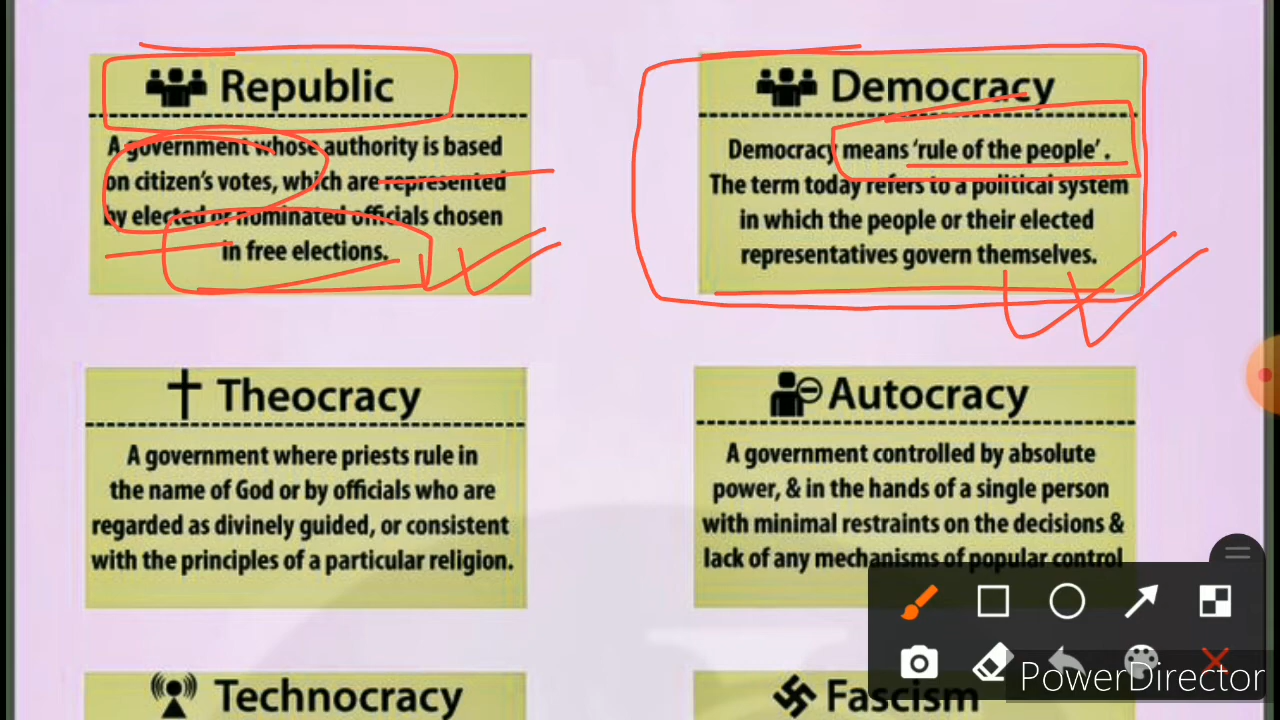 Republic
A government whose authority is based
on citizen's votes, which are represented
by elected or nominated officials chosen
in free elections.
Democracy
Democracy means ‘rule of the people’.
The term today refers to a political system
in which the people or their elected
representatives govern themselves.
Theocracy
A government where priests rule in
the name of God or by officials who are
regarded as divinely guided, or consistent
with the principles of a particular religion.
Autocracy
A government controlled by absolute
power, & in the hands of a single person
with minimal restraints on the decisions &
lack of any mechanisms of popular control
Technocracy
Fascism
PowerDirector